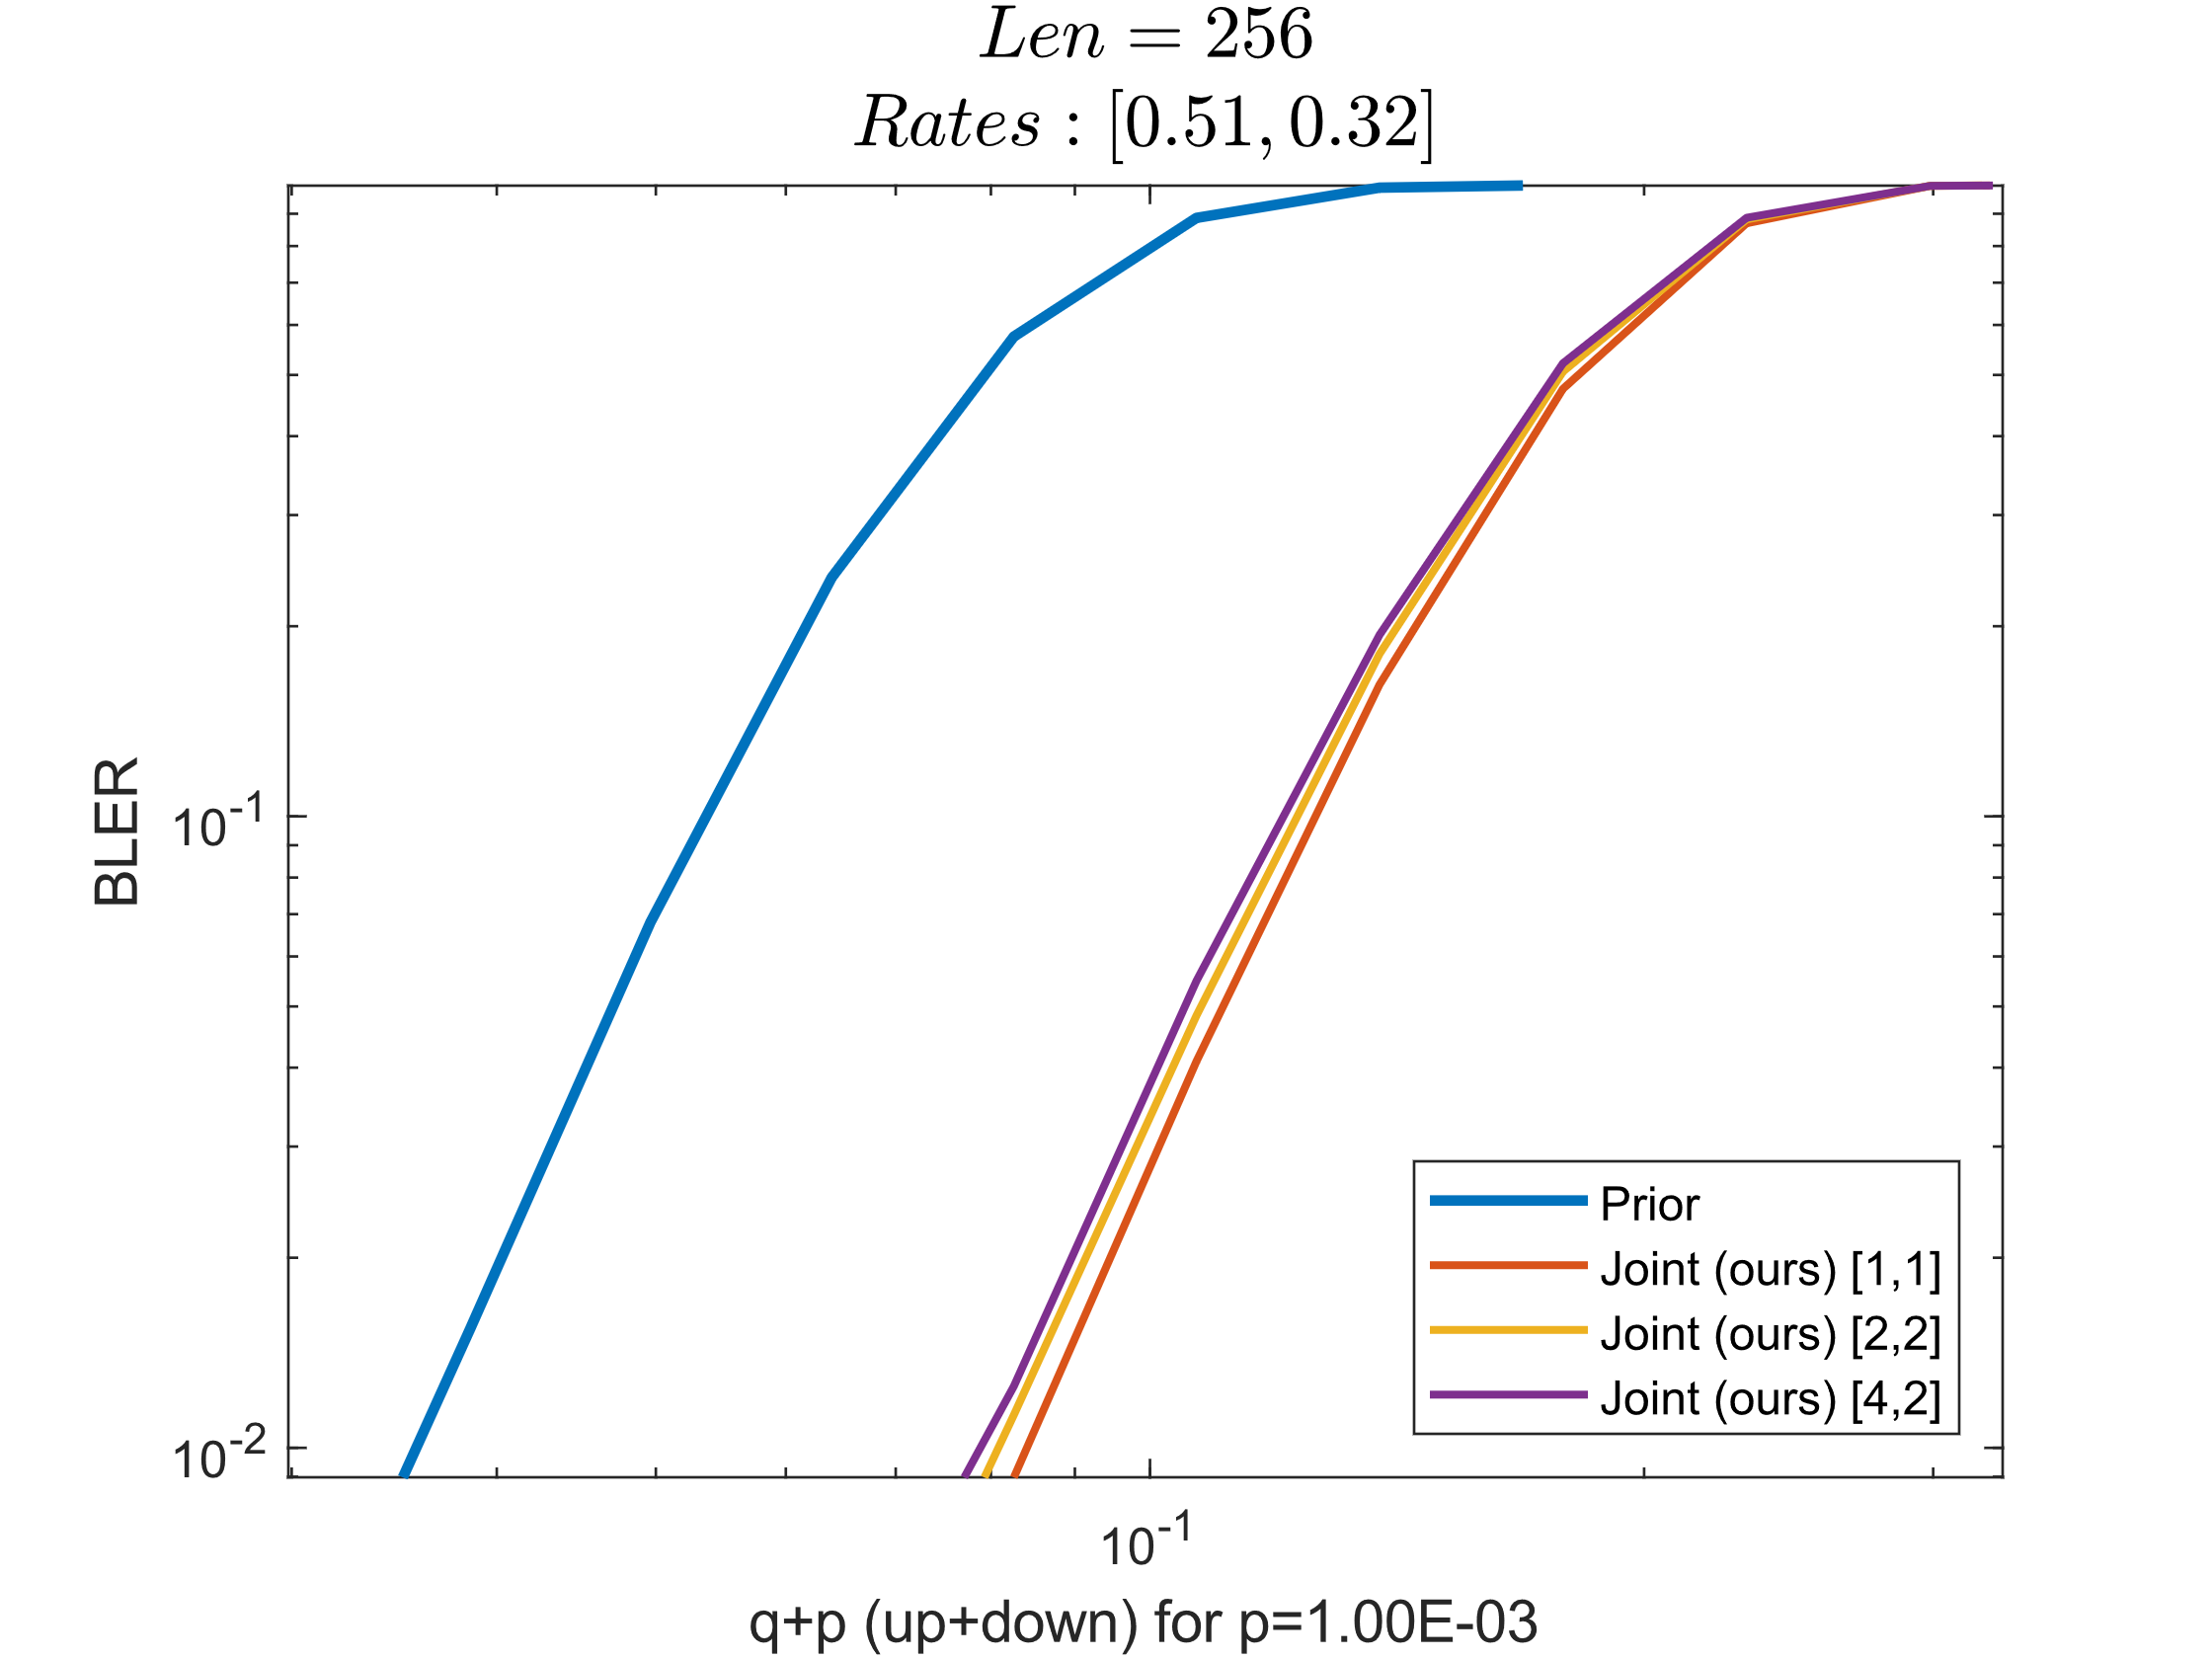 Len = 256
Rates : [0.51, 0.32]
BLER
10^-1
10^-2
10^-1
q+p (up+down) for p=1.00E-03
Prior
Joint (ours) [1,1]
Joint (ours) [2,2]
Joint (ours) [4,2]